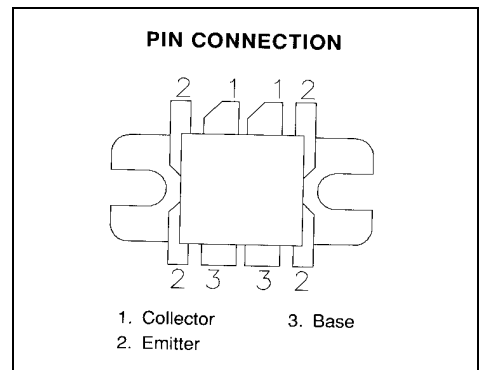 PIN CONNECTION
2 1 1 2
2 3 3 2
1. Collector 3. Base
2. Emitter